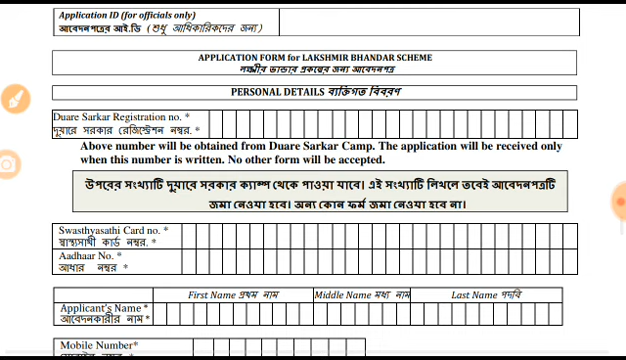 Application ID (for officials only)
আবেদনপত্রের আই.ডি (শুধু আধিকারিকদের জন্য)
APPLICATION FORM for LAKSHMIR BHANDAR SCHEME
লক্ষ্মীর ভান্ডার প্রকল্পের জন্য আবেদনপত্র
PERSONAL DETAILS ব্যক্তিগত বিবরণ
Duare Sarkar Registration no. *
দুয়ারে সরকার রেজিস্ট্রেশন নম্বর. *
Above number will be obtained from Duare Sarkar Camp. The application will be received only
when this number is written. No other form will be accepted.
উপরের সংখ্যাটি দুয়ারে সরকার ক্যাম্প থেকে পাওয়া যাবে। এই সংখ্যাটি লিখলে তবেই আবেদনপত্রটি
জমা নেওয়া হবে। অন্য কোন ফর্ম জমা নেওয়া হবে না।
Swasthyasathi Card no. *
স্বাস্থ্যসাথী কার্ড নম্বর. *
Aadhaar No. *
আধার নম্বর *
First Name প্রথম নাম Middle Name মধ্য নাম Last Name পদবি
Applicant's Name *
আবেদনকারীর নাম *
Mobile Number*